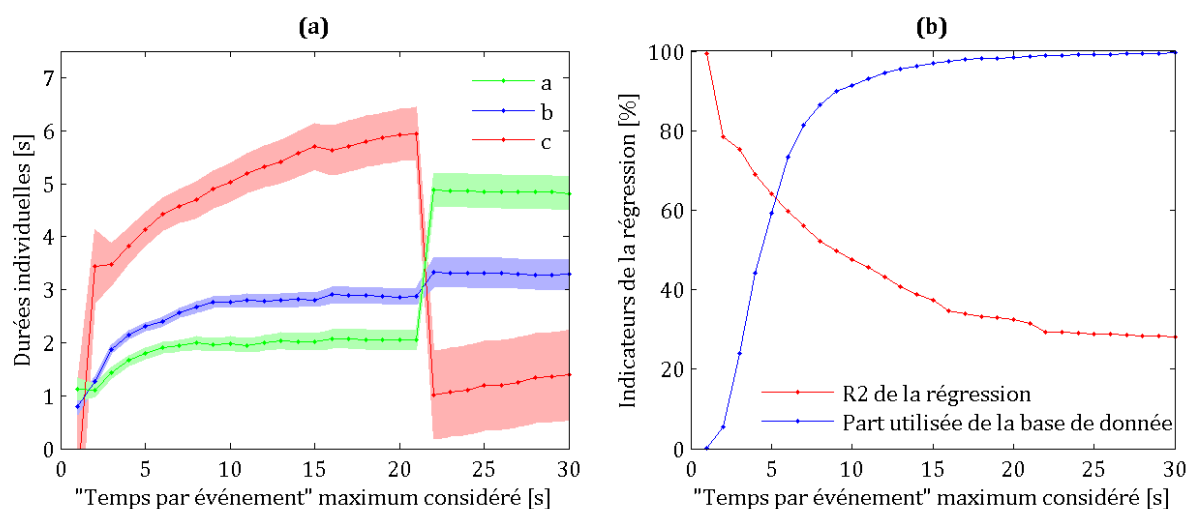 (a)
Durées individuelles [s]
7
6
5
4
3
2
1
0
a
b
c
0 5 10 15 20 25 30
"Temps par événement" maximum considéré [s]
(b)
Indicateurs de la régression [%]
100
80
60
40
20
0
R2 de la régression
Part utilisée de la base de donnée
0 5 10 15 20 25 30
"Temps par événement" maximum considéré [s]